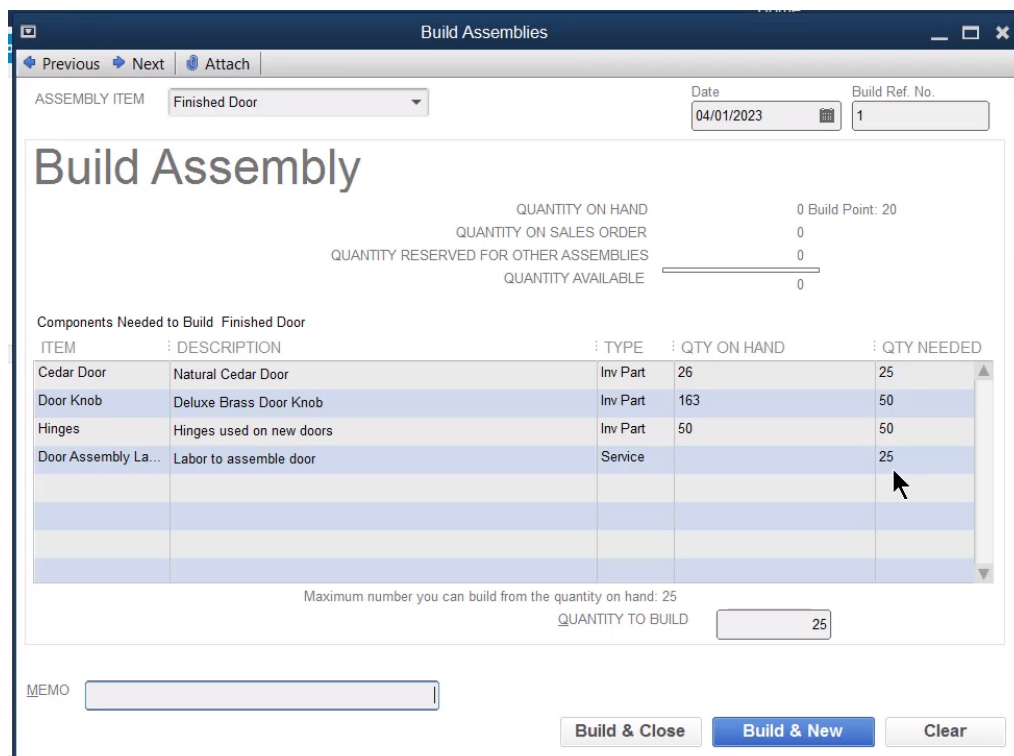 Build Assemblies
Previous Next Attach
ASSEMBLY ITEM Finished Door Date Build Ref. No.
04/01/2023 1
Build Assembly
QUANTITY ON HAND 0 Build Point: 20
QUANTITY ON SALES ORDER 0
QUANTITY RESERVED FOR OTHER ASSEMBLIES 0
QUANTITY AVAILABLE 0
Components Needed to Build Finished Door
ITEM DESCRIPTION TYPE QTY ON HAND QTY NEEDED
Cedar Door Natural Cedar Door Inv Part 26 25
Door Knob Deluxe Brass Door Knob Inv Part 163 50
Hinges Hinges used on new doors Inv Part 50 50
Door Assembly La... Labor to assemble door Service 25
Maximum number you can build from the quantity on hand: 25
QUANTITY TO BUILD 25
MEMO
Build & Close Build & New Clear